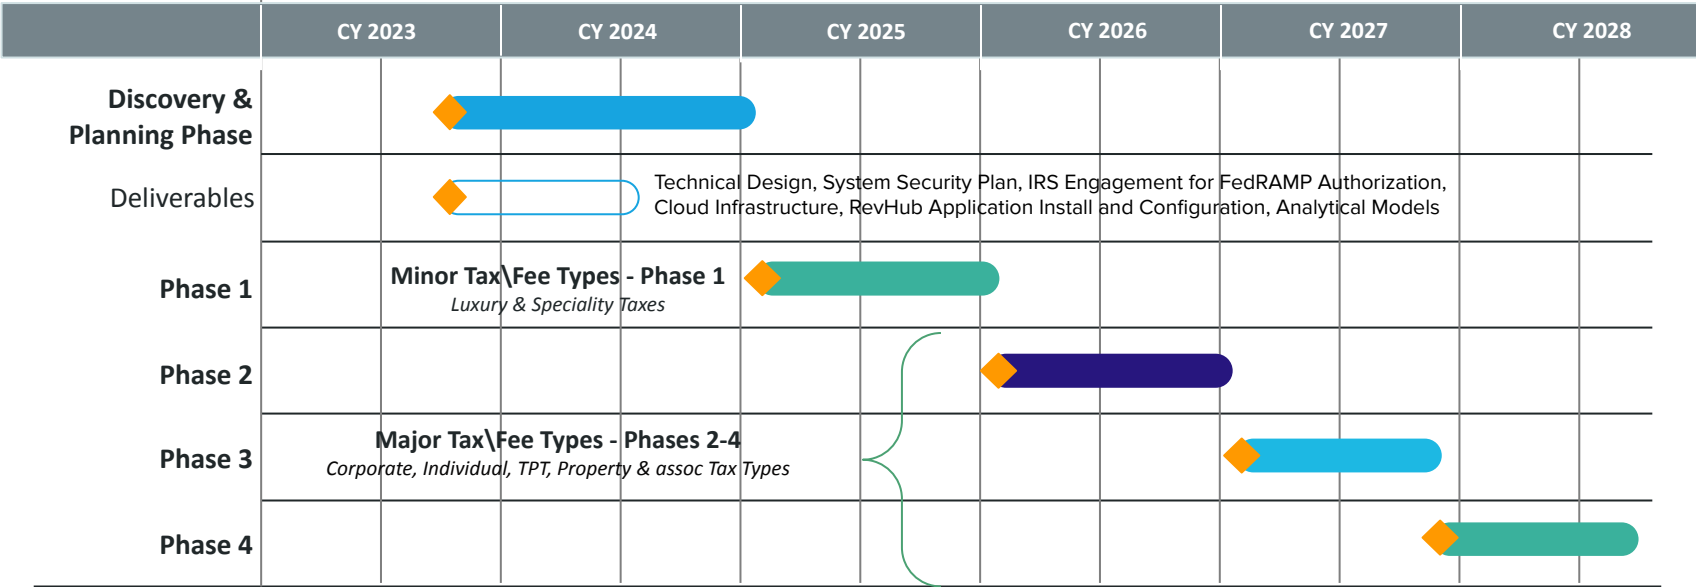 CY 2023 CY 2024 CY 2025 CY 2026 CY 2027 CY 2028
Discovery &
Planning Phase
Deliverables
Technical Design, System Security Plan, IRS Engagement for FedRAMP Authorization,
Cloud Infrastructure, RevHub Application Install and Configuration, Analytical Models
Phase 1
Minor Tax\Fee Types - Phase 1
Luxury & Speciality Taxes
Phase 2
Phase 3
Major Tax\Fee Types - Phases 2-4
Corporate, Individual, TPT, Property & assoc Tax Types
Phase 4